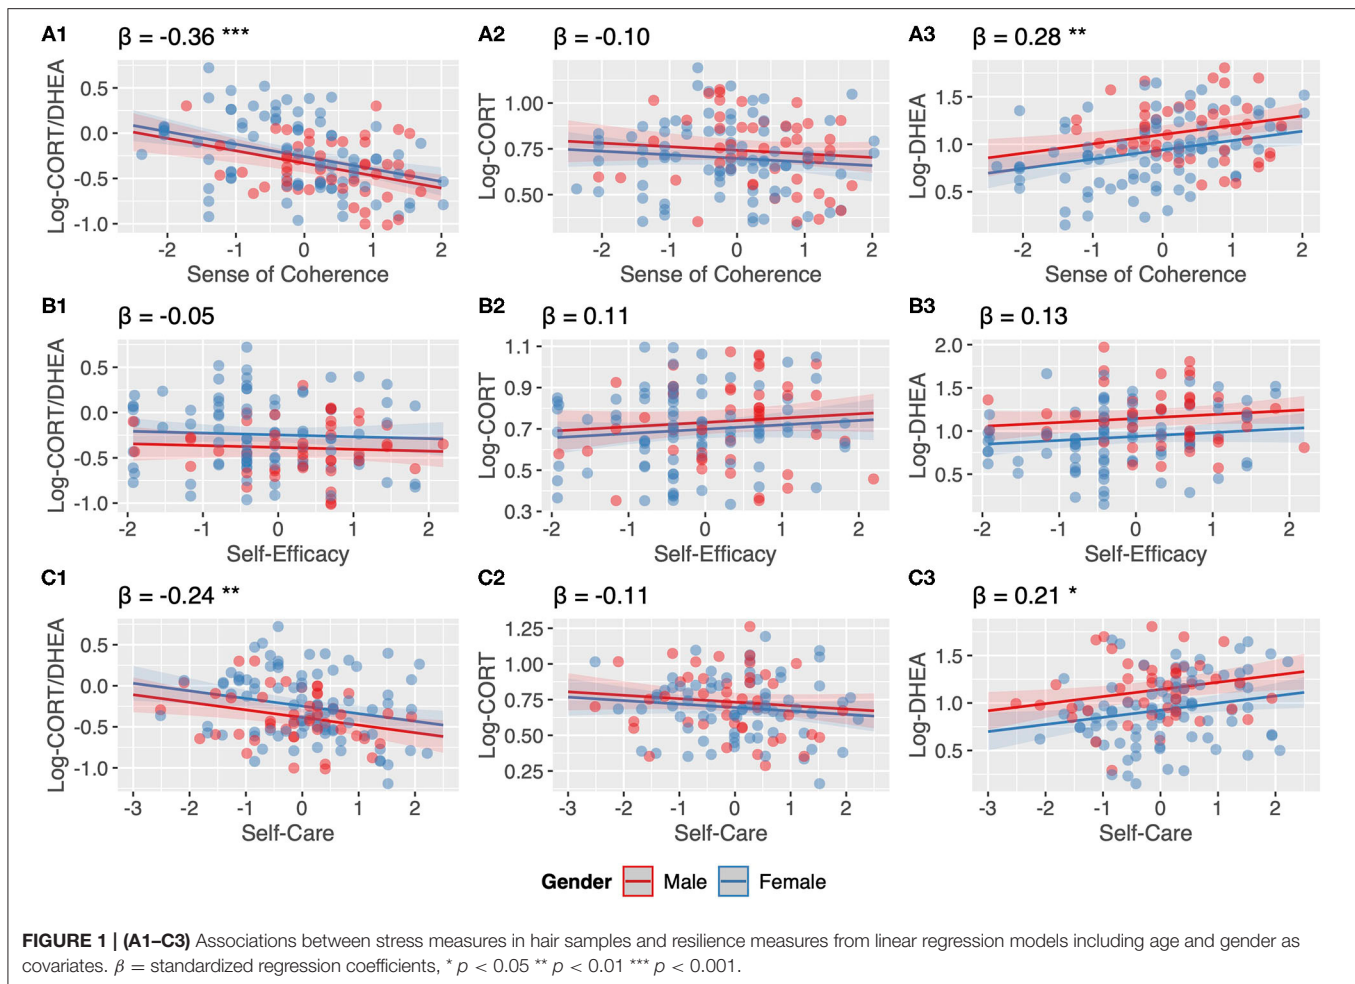 A1 β = -0.36 ***
Log-CORT/DHEA
0.5
0.0
-0.5
-1.0
-2 -1 0 1 2
Sense of Coherence
A2 β = -0.10
Log-CORT
1.00
0.75
0.50
-2 -1 0 1 2
Sense of Coherence
A3 β = 0.28 **
Log-DHEA
1.5
1.0
0.5
-2 -1 0 1 2
Sense of Coherence
B1 β = -0.05
Log-CORT/DHEA
0.5
0.0
-0.5
-1.0
-2 -1 0 1 2
Self-Efficacy
B2 β = 0.11
Log-CORT
1.1
0.9
0.7
0.5
0.3
-2 -1 0 1 2
Self-Efficacy
B3 β = 0.13
Log-DHEA
2.0
1.5
1.0
0.5
-2 -1 0 1 2
Self-Efficacy
C1 β = -0.24 **
Log-CORT/DHEA
0.5
0.0
-0.5
-1.0
-3 -2 -1 0 1 2
Self-Care
C2 β = -0.11
Log-CORT
1.25
1.00
0.75
0.50
0.25
-3 -2 -1 0 1 2
Self-Care
C3 β = 0.21 *
Log-DHEA
1.5
1.0
0.5
-3 -2 -1 0 1 2
Self-Care
Gender Male Female
FIGURE 1 | (A1–C3) Associations between stress measures in hair samples and resilience measures from linear regression models including age and gender as
covariates. β = standardized regression coefficients, * p < 0.05 ** p < 0.01 *** p < 0.001.